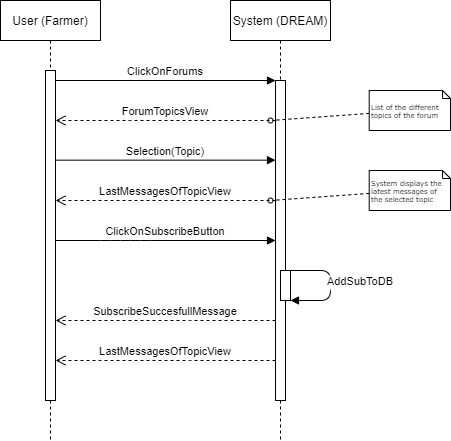 User (Farmer)
System (DREAM)
ClickOnForums
ForumTopicsView
List of the different
topics of the forum
Selection(Topic)
LastMessagesOfTopicView
System displays the
latest messages of
the selected topic
ClickOnSubscribeButton
AddSubToDB
SubscribeSuccesfullMessage
LastMessagesOfTopicView